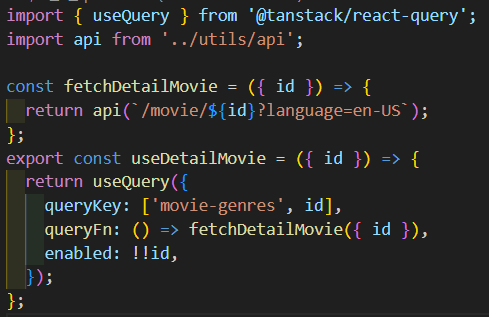 import { useQuery } from '@tanstack/react-query';
import api from '../utils/api';

const fetchDetailMovie = ({ id }) => {
  return api(`/movie/${id}?language=en-US`);
};
export const useDetailMovie = ({ id }) => {
  return useQuery({
    queryKey: ['movie-genres', id],
    queryFn: () => fetchDetailMovie({ id }),
    enabled: !!id,
  });
};